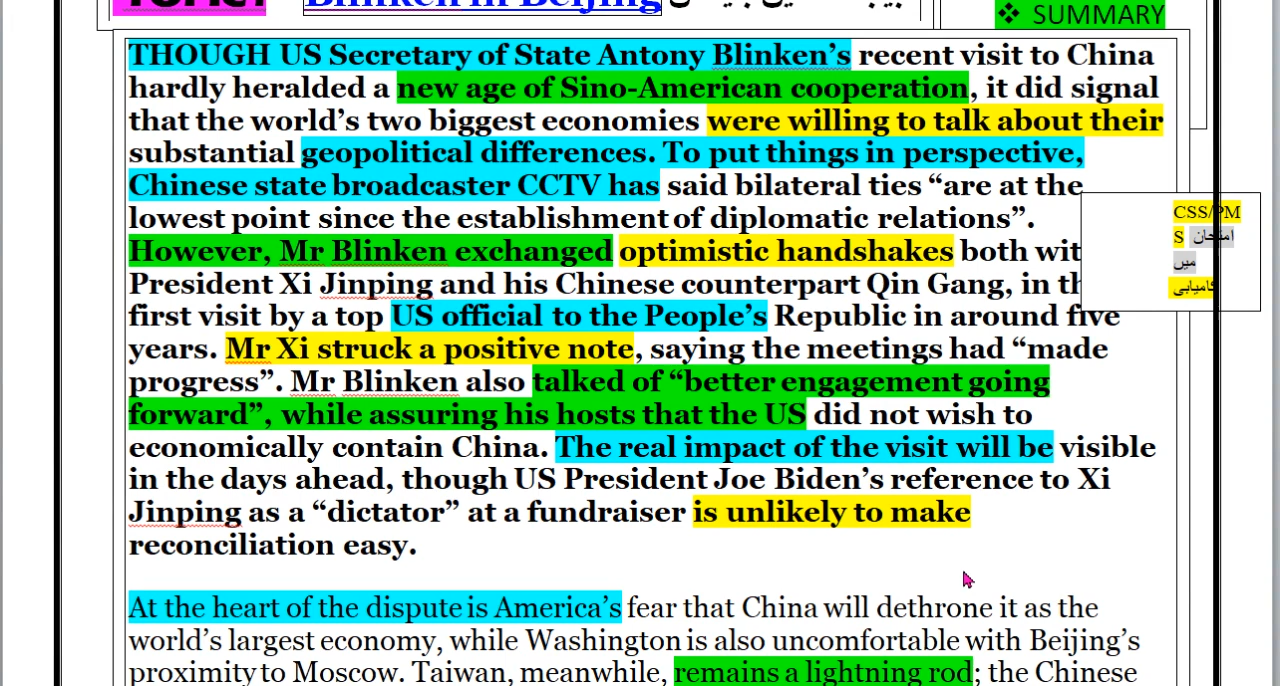 Blinken in Beijing
❖ SUMMARY
THOUGH US Secretary of State Antony Blinken’s recent visit to China
hardly heralded a new age of Sino-American cooperation, it did signal
that the world’s two biggest economies were willing to talk about their
substantial geopolitical differences. To put things in perspective,
Chinese state broadcaster CCTV has said bilateral ties “are at the
lowest point since the establishment of diplomatic relations”.
However, Mr Blinken exchanged optimistic handshakes both wit
President Xi Jinping and his Chinese counterpart Qin Gang, in th
first visit by a top US official to the People’s Republic in around five
years. Mr Xi struck a positive note, saying the meetings had “made
progress”. Mr Blinken also talked of “better engagement going
forward”, while assuring his hosts that the US did not wish to
economically contain China. The real impact of the visit will be visible
in the days ahead, though US President Joe Biden’s reference to Xi
Jinping as a “dictator” at a fundraiser is unlikely to make
reconciliation easy.
At the heart of the dispute is America’s fear that China will dethrone it as the
world’s largest economy, while Washington is also uncomfortable with Beijing’s
proximity to Moscow. Taiwan, meanwhile, remains a lightning rod; the Chinese
CSS/PM
S امتحان
میں
کامیابی